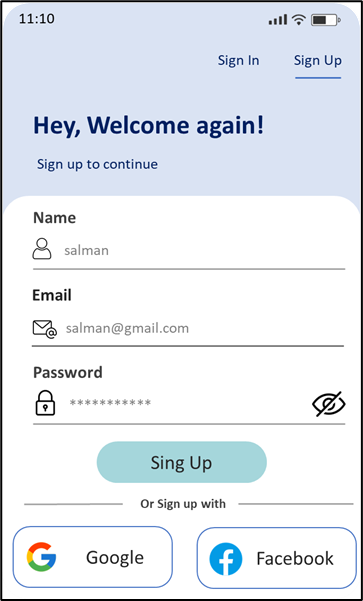 11:10
Sign In Sign Up
Hey, Welcome again!
Sign up to continue
Name
salman
Email
salman@gmail.com
Password
***********
Sing Up
Or Sign up with
Google Facebook